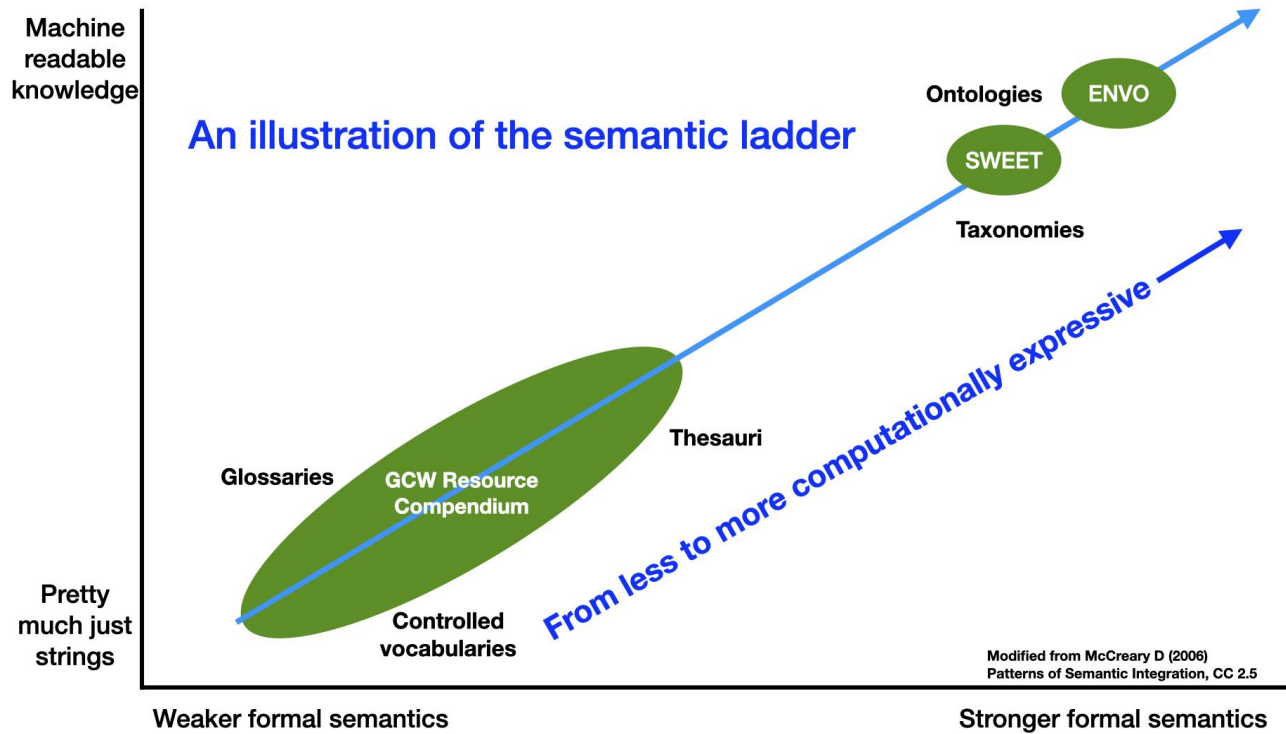 Machine
readable
knowledge
An illustration of the semantic ladder
Ontologies
ENVO
SWEET
Taxonomies
From less to more computationally expressive
Thesauri
Glossaries
GCW Resource
Compendium
Controlled
vocabularies
Pretty
much just
strings
Modified from McCreary D (2006)
Patterns of Semantic Integration, CC 2.5
Weaker formal semantics
Stronger formal semantics